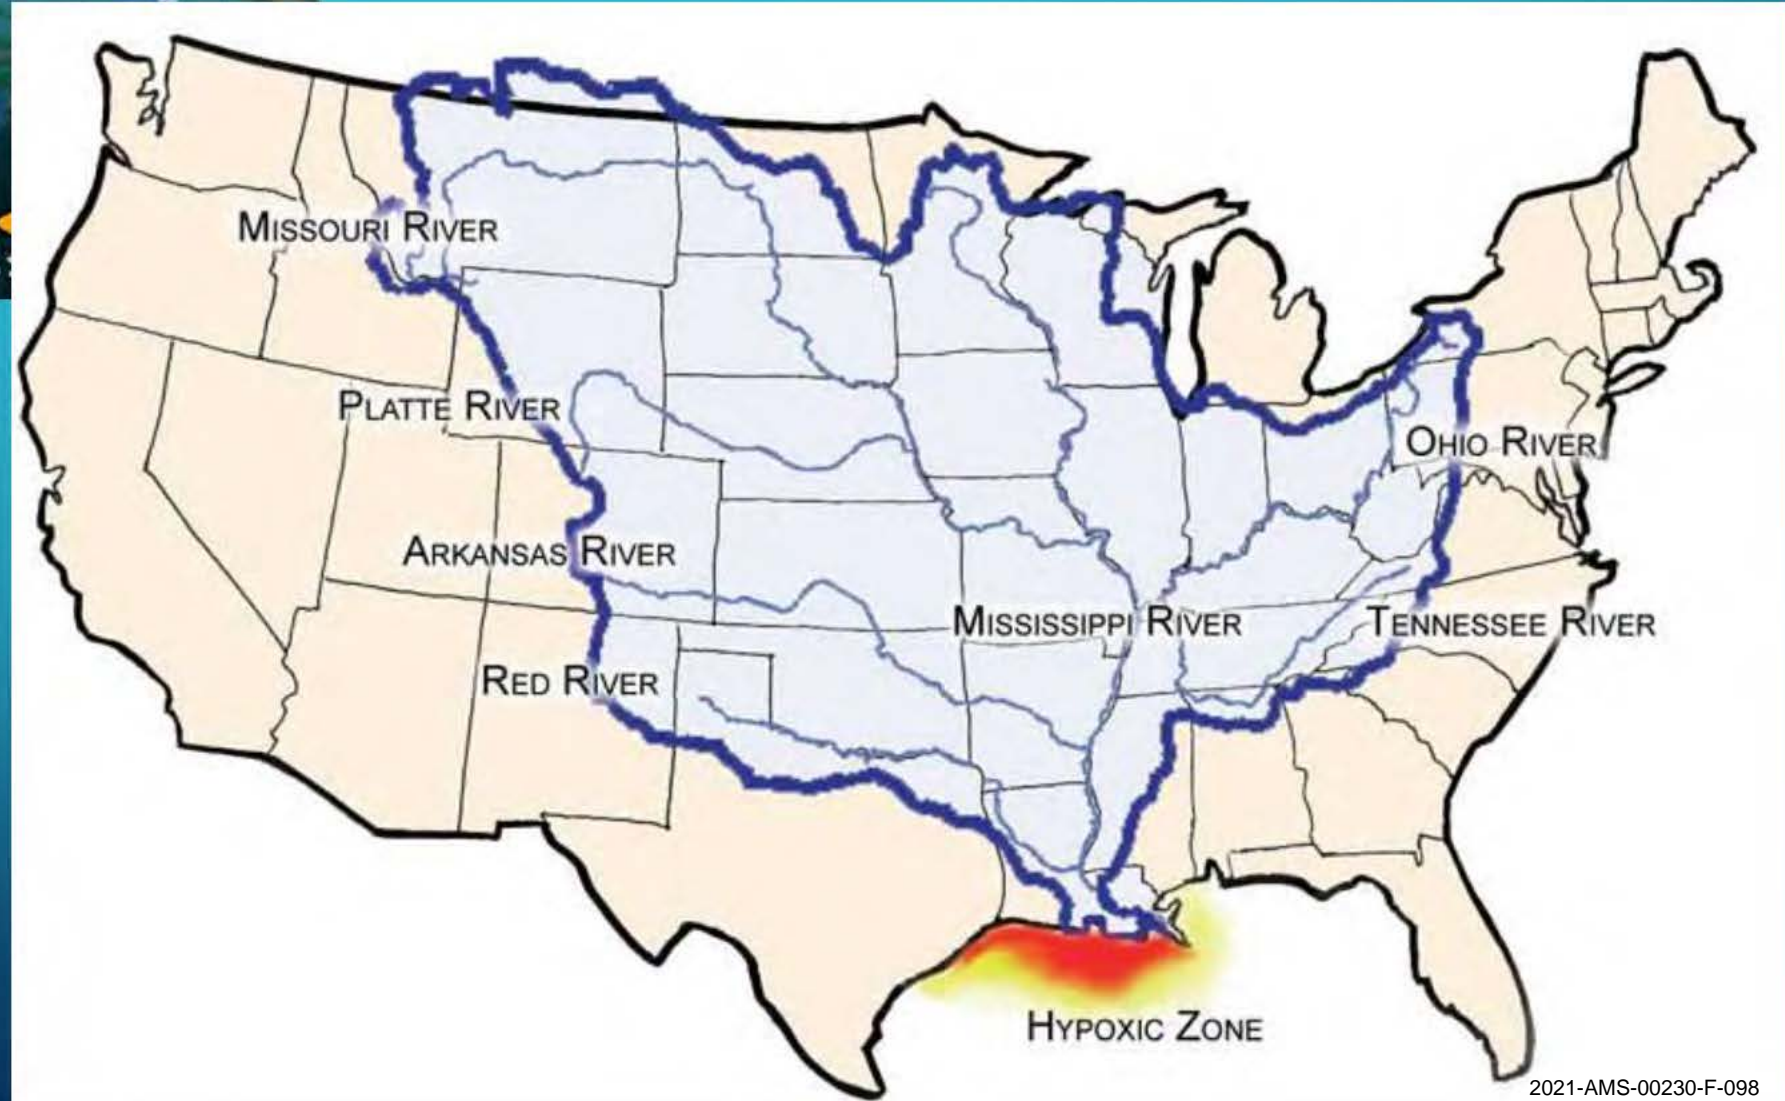 MISSOURI RIVER
PLATTE RIVER
OHIO RIVER
ARKANSAS RIVER
MISSISSIPPI RIVER
TENNESSEE RIVER
RED RIVER
HYPOXIC ZONE
2021-AMS-00230-F-098